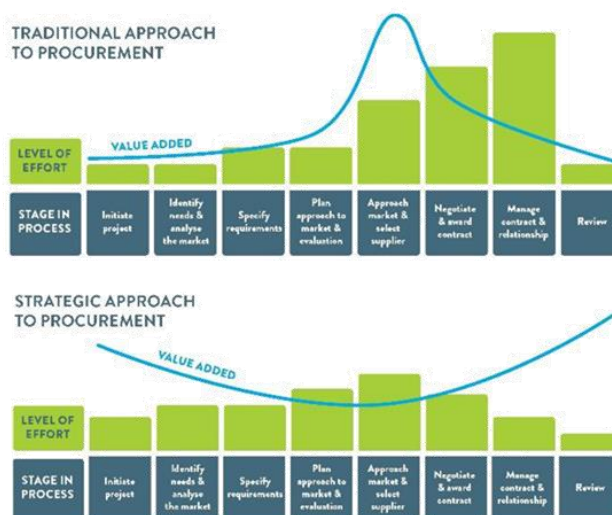 TRADITIONAL APPROACH
TO PROCUREMENT
VALUE ADDED
LEVEL OF
EFFORT
STAGE IN
PROCESS
Initiate
project
Identify
needs &
analyse
the market
Specify
requirements
Plan
approach to
market &
evaluation
Approach
market &
select
supplier
Negotiate
& award
contract
Manage
contract &
relationship
Review
STRATEGIC APPROACH
TO PROCUREMENT
VALUE ADDED
LEVEL OF
EFFORT
STAGE IN
PROCESS
Initiate
project
Identify
needs &
analyse
the market
Specify
requirements
Plan
approach to
market &
evaluation
Approach
market &
select
supplier
Negotiate
& award
contract
Manage
contract &
relationship
Review